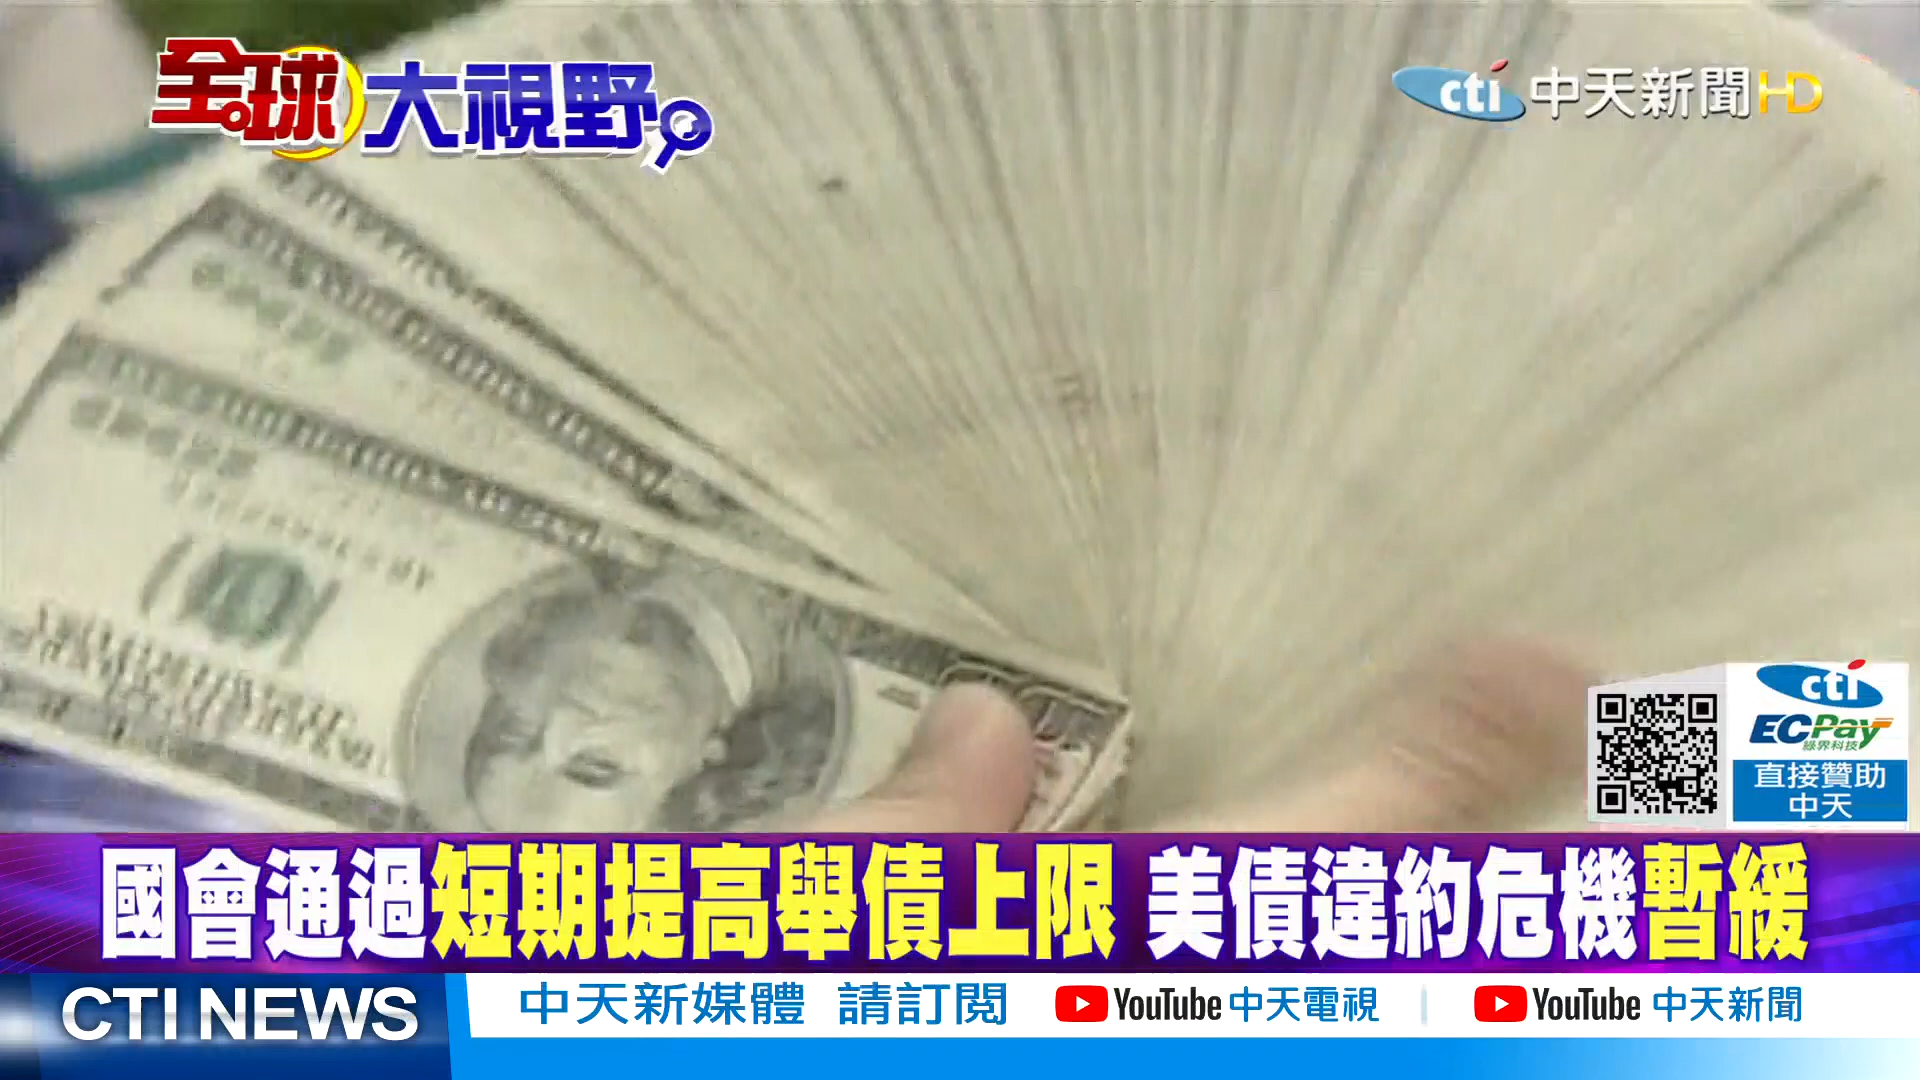 全球大視野
cti 中天新聞HD
cti
ECPay
綠界科技
直接贊助
中天
國會通過短期提高舉債上限 美債違約危機暫緩
CTI NEWS
中天新媒體 請訂閱 YouTube 中天電視 YouTube 中天新聞